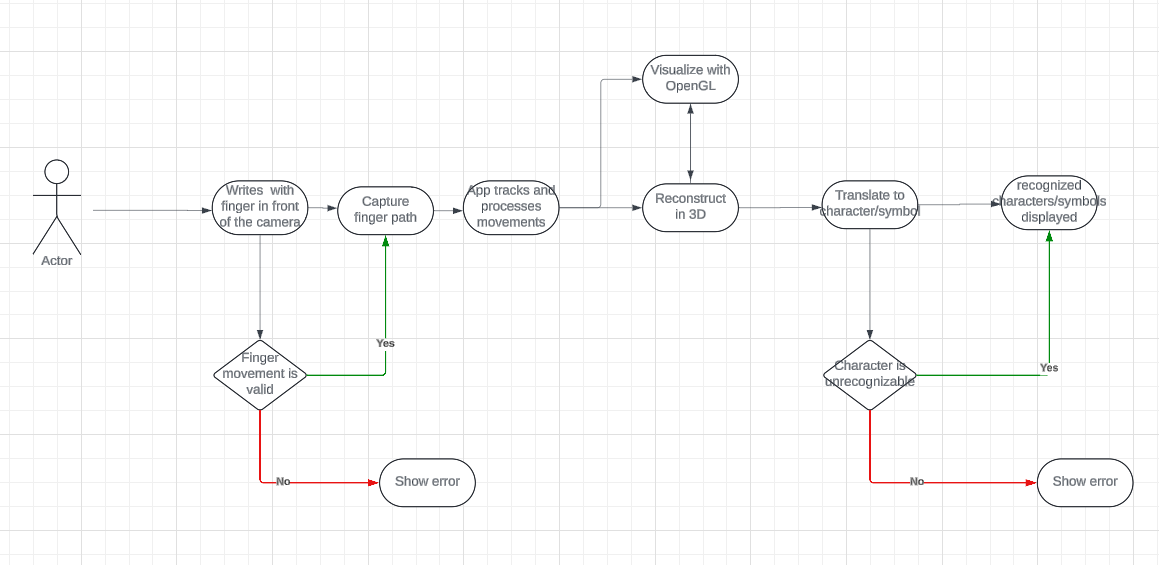 Visualize with
OpenGL
Writes with
finger in front
of the camera
Capture
finger path
App tracks and
processes
movements
Reconstruct
in 3D
Translate to
character/symbol
recognized
characters/symbols
displayed
Actor
Finger
movement is
valid
Yes
Character is
unrecognizable
Yes
No
Show error
No
Show error